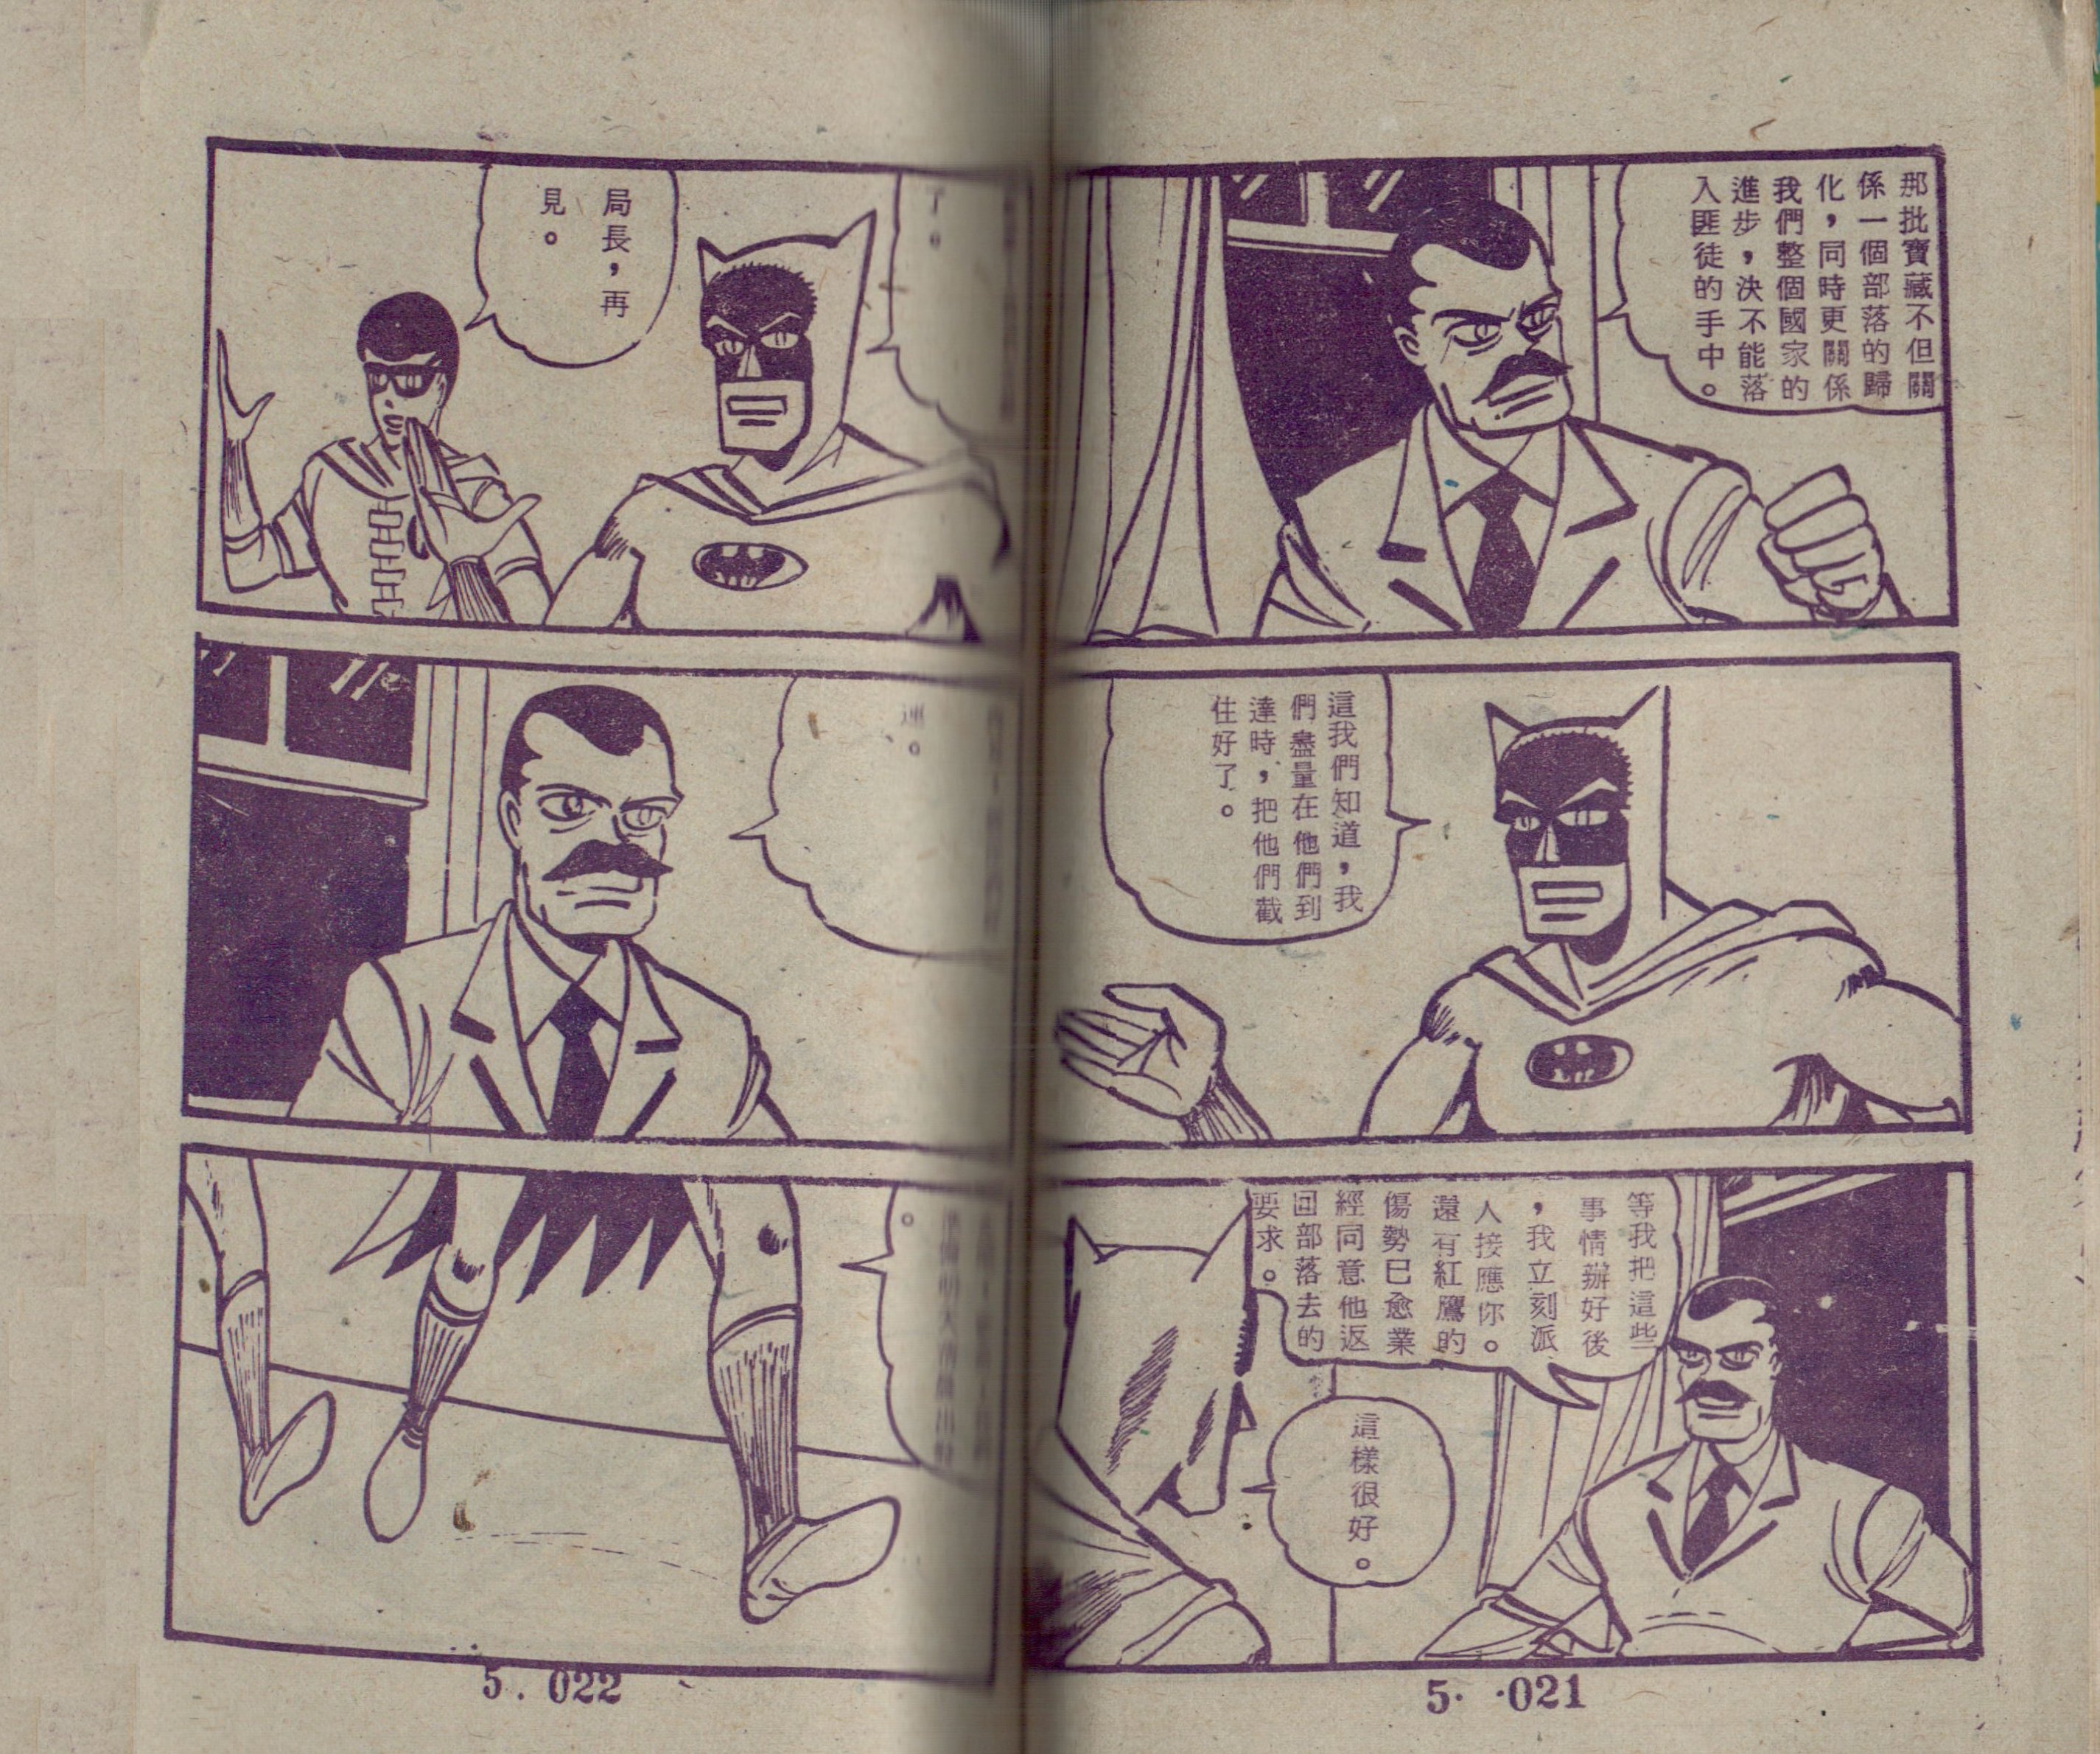 那批寶藏不但關
係一個部落的歸
化，同時更關係
我們整個國家的
進步，決不能落
入匪徒的手中。
這我們知道，我
們盡量在他們到
達時，把他們截
住好了。
等我把這些
事情辦好後
，我立刻派
人接應你。
還有紅鷹的
傷勢已愈業
經同意他返
回部落去的
要求。
這樣很好。
5··021
了。
局長，再
見。
運。
5.022